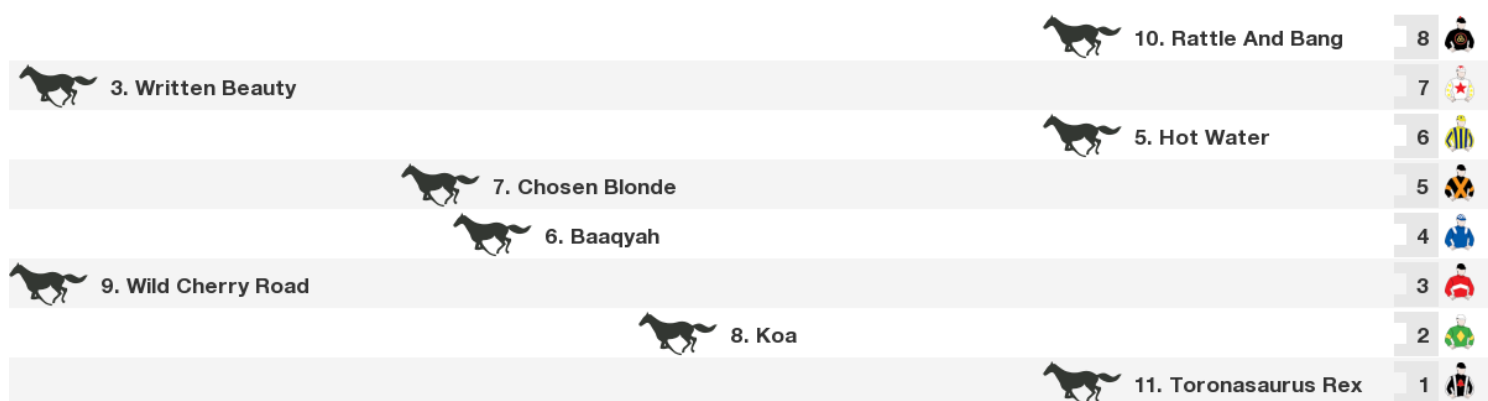 10. Rattle And Bang 8
3. Written Beauty 7
5. Hot Water 6
7. Chosen Blonde 5
6. Baaqyah 4
9. Wild Cherry Road 3
8. Koa 2
11. Toronasaurus Rex 1